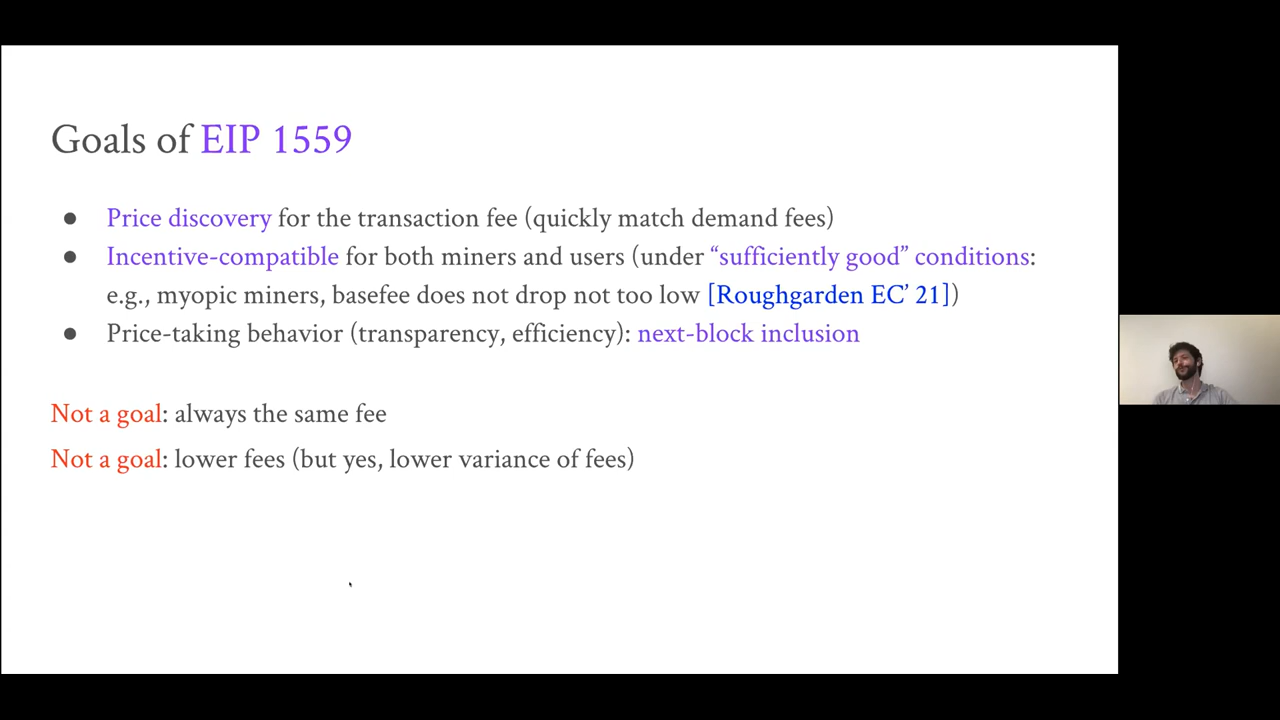 Goals of EIP 1559
● Price discovery for the transaction fee (quickly match demand fees)
● Incentive-compatible for both miners and users (under “sufficiently good” conditions:
e.g., myopic miners, basefee does not drop not too low [Roughgarden EC’ 21])
● Price-taking behavior (transparency, efficiency): next-block inclusion
Not a goal: always the same fee
Not a goal: lower fees (but yes, lower variance of fees)